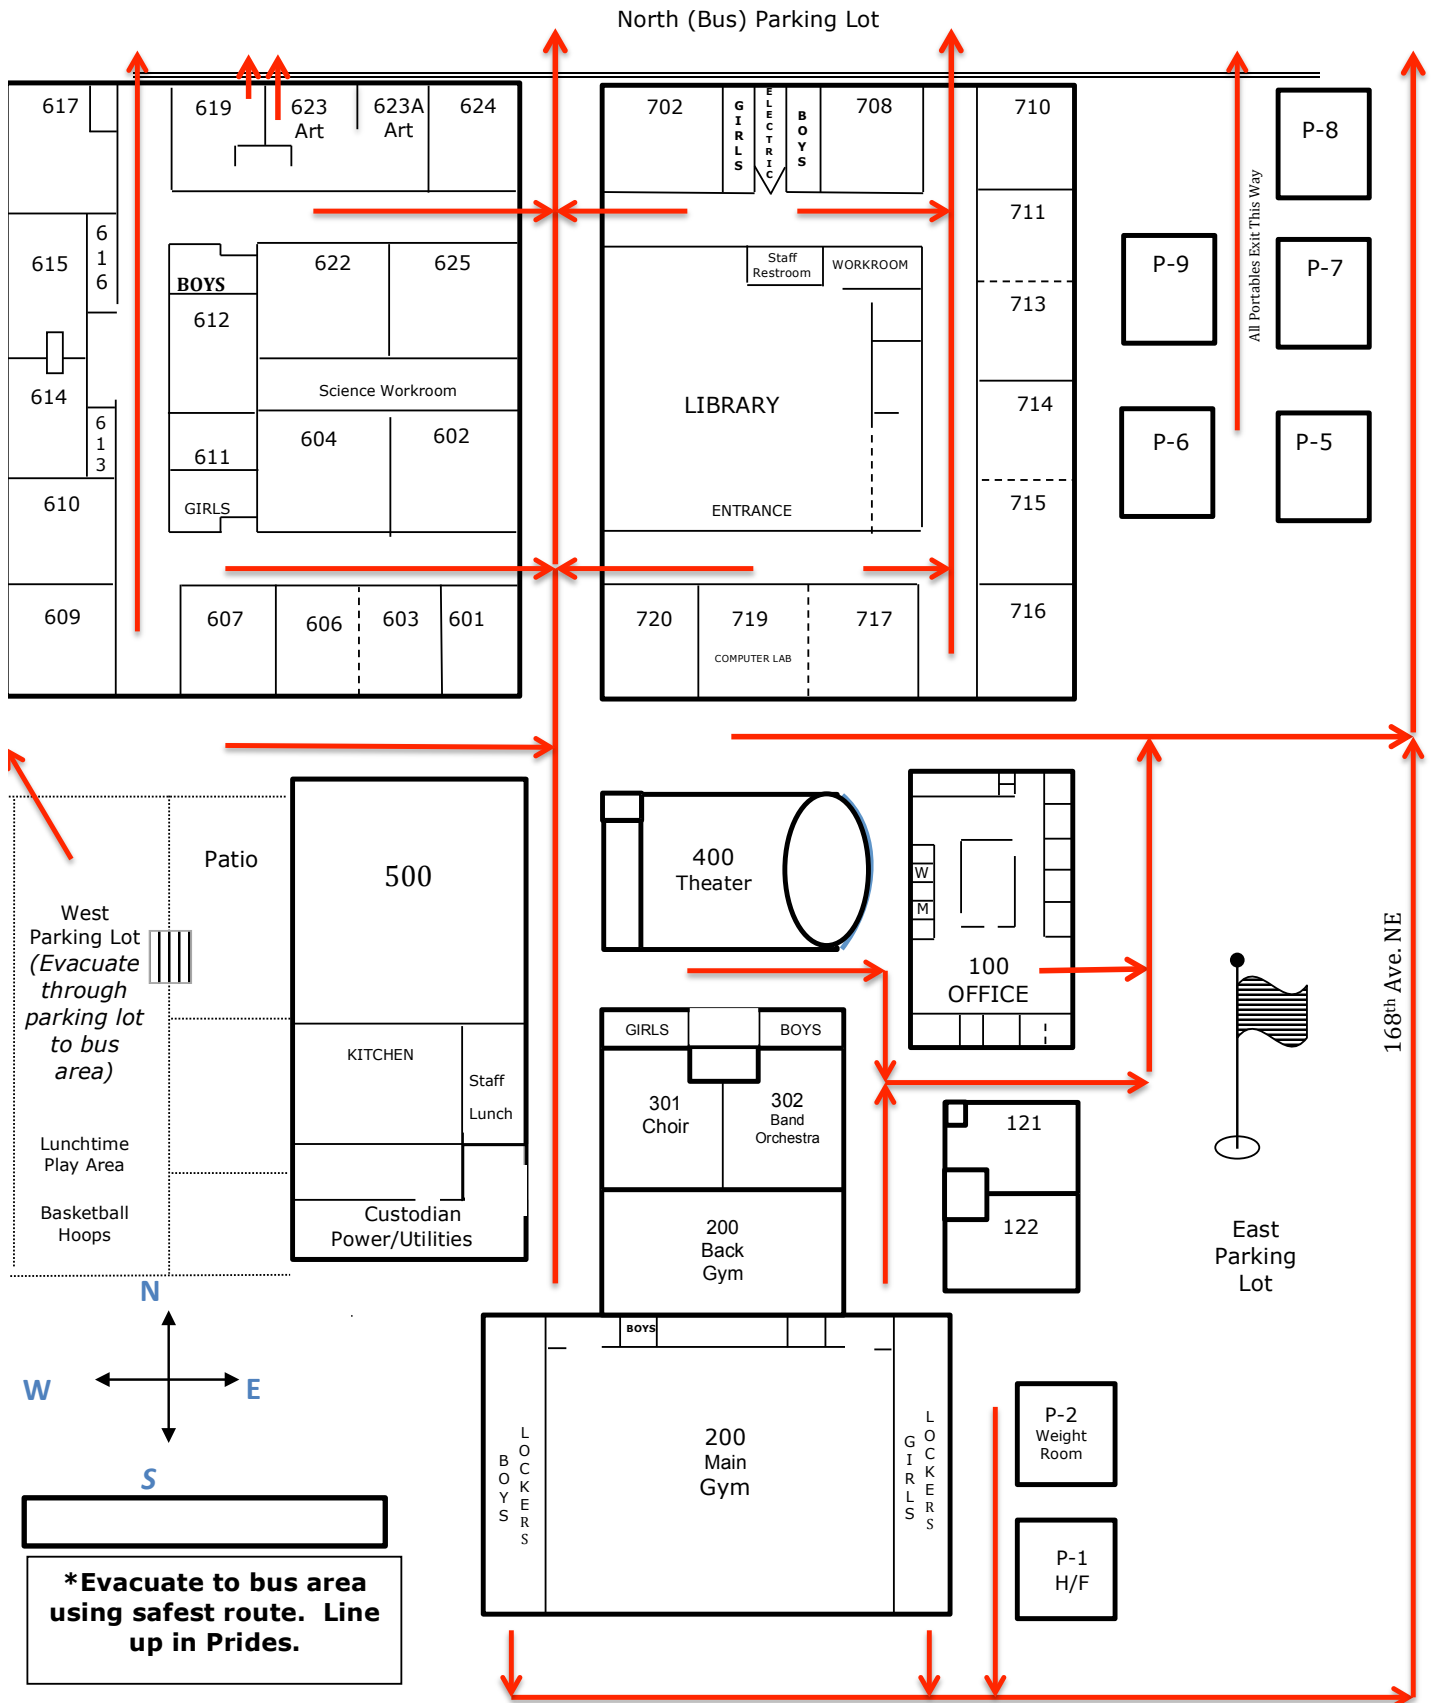 North (Bus) Parking Lot
617
619
623
Art
623A
Art
624
702
GIRLS
ELECTRIC
BOYS
708
710
P-8
711
616
615
BOYS
622
625
Staff
Restroom
WORKROOM
P-9
P-7
All Portables Exit This Way
612
713
614
Science Workroom
LIBRARY
714
613
611
604
602
P-6
P-5
610
GIRLS
ENTRANCE
715
609
607
606
603
601
720
719
COMPUTER LAB
717
716
Patio
500
400
Theater
W
M
100
OFFICE
168th Ave. NE
West
Parking Lot
(Evacuate
through
parking lot
to bus
area)
Lunchtime
Play Area
Basketball
Hoops
KITCHEN
Staff
Lunch
Custodian
Power/Utilities
GIRLS
BOYS
301
Choir
302
Band
Orchestra
121
122
200
Back
Gym
East
Parking
Lot
N
W
E
S
BOYS
BOYS
LOCKERS
200
Main
Gym
GIRLS
LOCKERS
P-2
Weight
Room
P-1
H/F
*Evacuate to bus area
using safest route.  Line
up in Prides.